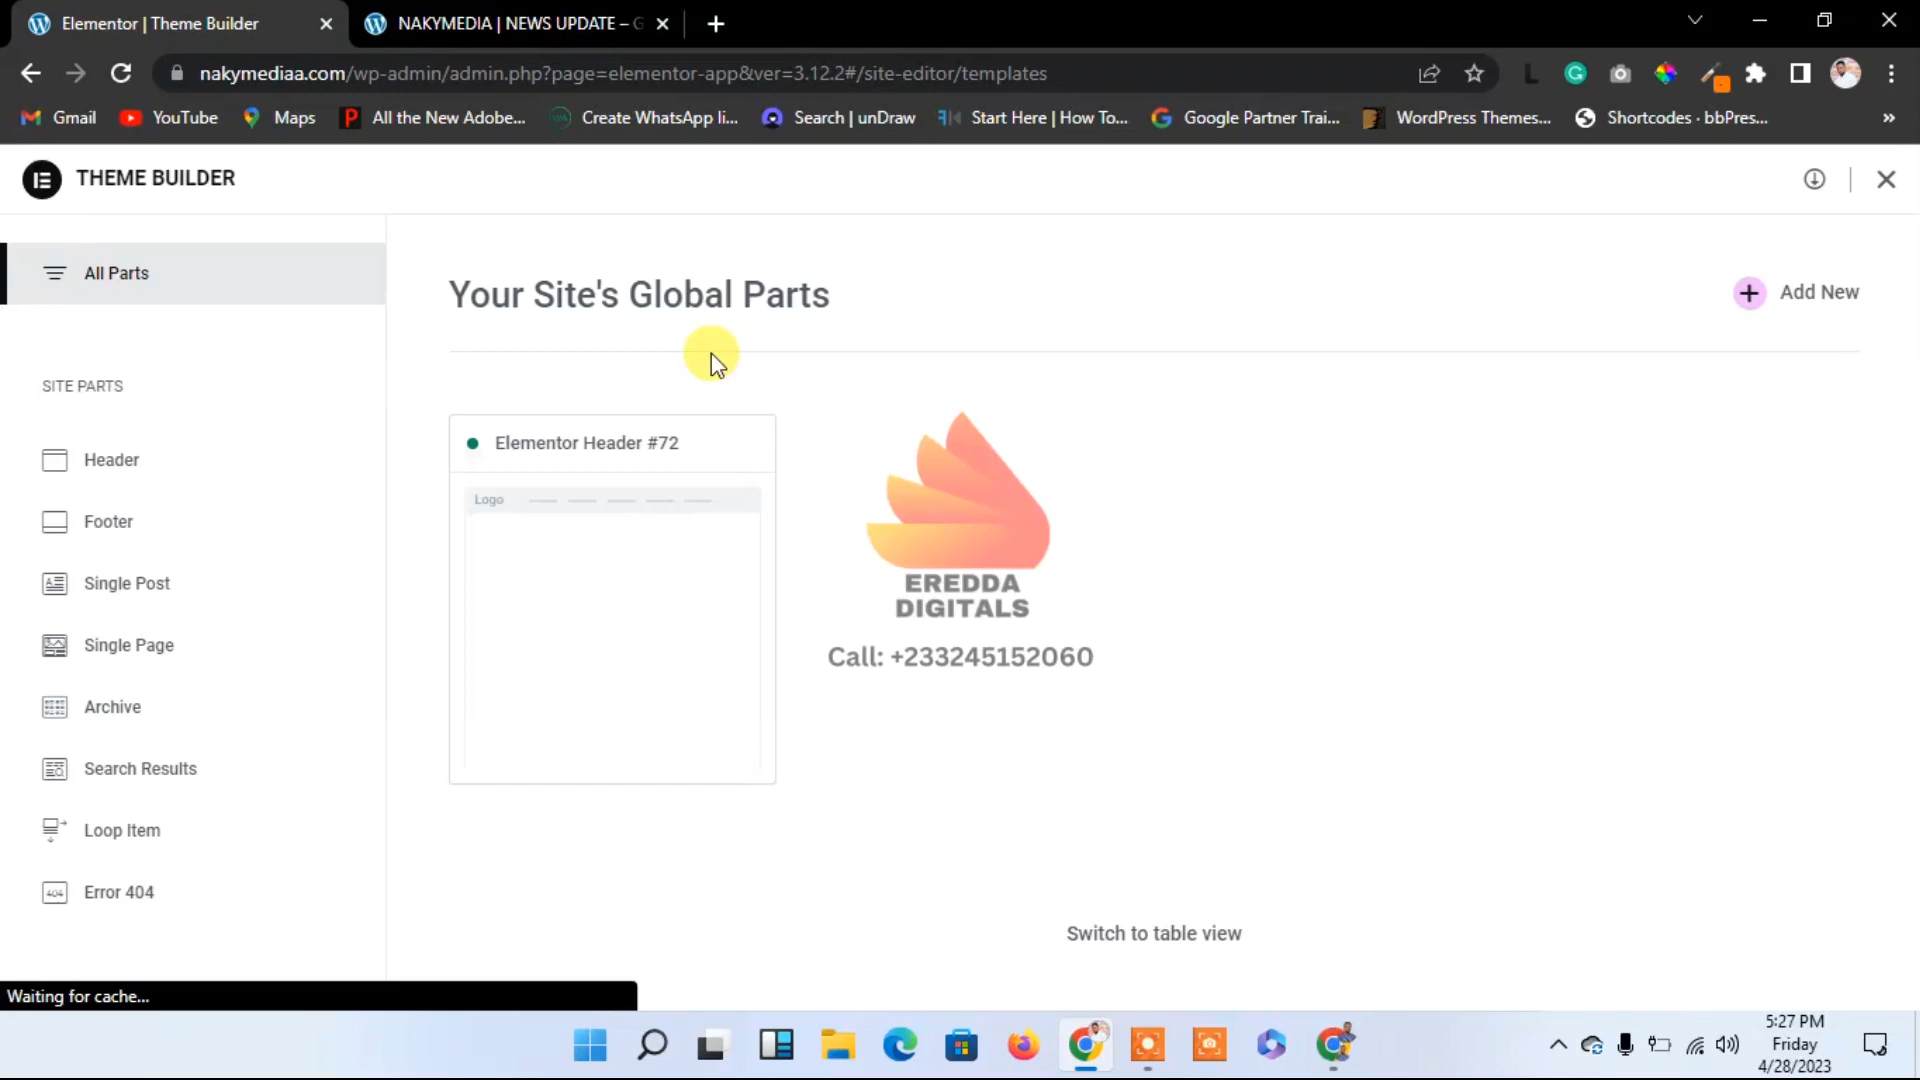 Elementor | Theme Builder
NAKYMEDIA | NEWS UPDATE – G
nakymediaa.com/wp-admin/admin.php?page=elementor-app&ver=3.12.2#/site-editor/templates
Gmail
YouTube
Maps
All the New Adobe...
Create WhatsApp li...
Search | unDraw
Start Here | How To...
Google Partner Trai...
WordPress Themes...
Shortcodes · bbPres...
THEME BUILDER
All Parts
Your Site's Global Parts
Add New
SITE PARTS
Header
Footer
Single Post
Single Page
Archive
Search Results
Loop Item
Error 404
Elementor Header #72
Logo
EREDDA
DIGITALS
Call: +233245152060
Switch to table view
Waiting for cache...
5:27 PM
Friday
4/28/2023